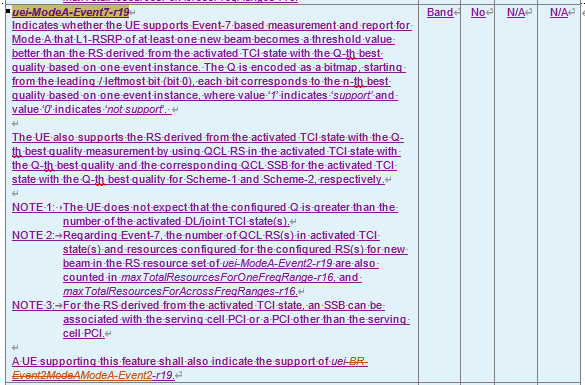 uei-ModeA-Event7-r19 Band No N/A N/A
Indicates whether the UE supports Event-7 based measurement and report for
Mode A that L1-RSRP of at least one new beam becomes a threshold value
better than the RS derived from the activated TCI state with the Q-th best
quality based on one event instance. The Q is encoded as a bitmap, starting
from the leading / leftmost bit (bit 0), each bit corresponds to the n-th best
quality based on one event instance, where value ‘1’ indicates ‘support’ and
value ‘0’ indicates ‘not support’.
The UE also supports the RS derived from the activated TCI state with the Q-
th best quality measurement by using QCL RS in the activated TCI state with
the Q-th best quality and the corresponding QCL SSB for the activated TCI
state with the Q-th best quality for Scheme-1 and Scheme-2, respectively.
NOTE 1: The UE does not expect that the configured Q is greater than the
number of the activated DL/joint TCI state(s).
NOTE 2: Regarding Event-7, the number of QCL RS(s) in activated TCI
state(s) and resources configured for the configured RS(s) for new
beam in the RS resource set of uei-ModeA-Event2-r19 are also
counted in maxTotalResourcesForOneFreqRange-r16, and
maxTotalResourcesForAcrossFreqRanges-r16.
NOTE 3: For the RS derived from the activated TCI state, an SSB can be
associated with the serving cell PCI or a PCI other than the serving
cell PCI.
A UE supporting this feature shall also indicate the support of uei-BR-
Event2ModeAModeA-Event2-r19.